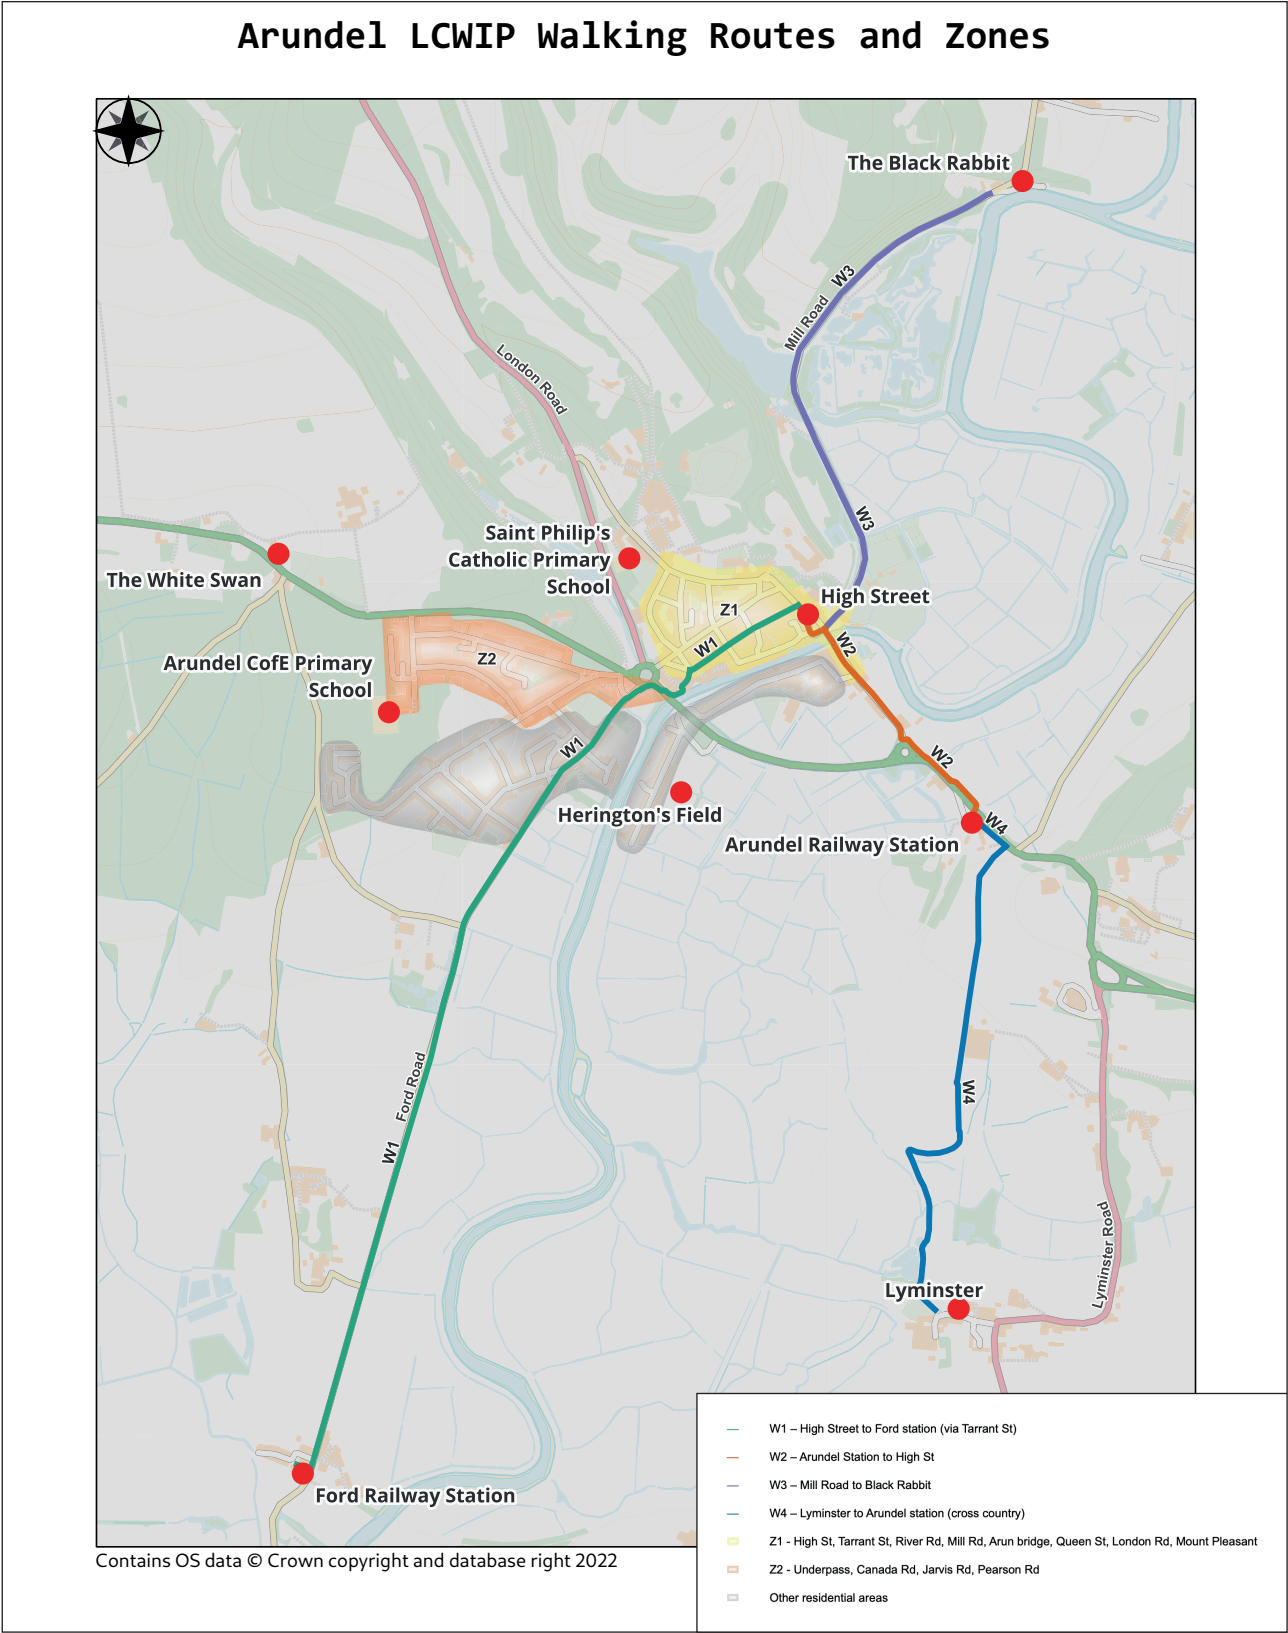 Arundel LCWIP Walking Routes and Zones
The Black Rabbit
W3
Mill Road
London Road
W3
Saint Philip's
Catholic Primary
School
The White Swan
High Street
Z1
W1
W2
Arundel CofE Primary
School
Z2
W1
W2
Herington's Field
W4
Arundel Railway Station
Ford Road
W1
W4
Lyminster Road
Lyminster
Ford Railway Station
W1 – High Street to Ford station (via Tarrant St)
W2 – Arundel Station to High St
W3 – Mill Road to Black Rabbit
W4 – Lyminster to Arundel station (cross country)
Z1 - High St, Tarrant St, River Rd, Mill Rd, Arun bridge, Queen St, London Rd, Mount Pleasant
Z2 - Underpass, Canada Rd, Jarvis Rd, Pearson Rd
Other residential areas
Contains OS data © Crown copyright and database right 2022